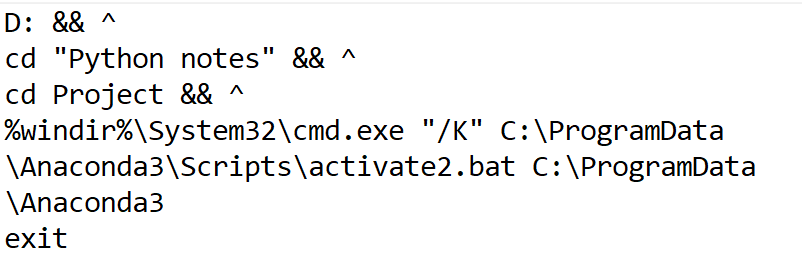 D: && ^
cd "Python notes" && ^
cd Project && ^
%windir%\System32\cmd.exe "/K" C:\ProgramData
\Anaconda3\Scripts\activate2.bat C:\ProgramData
\Anaconda3
exit